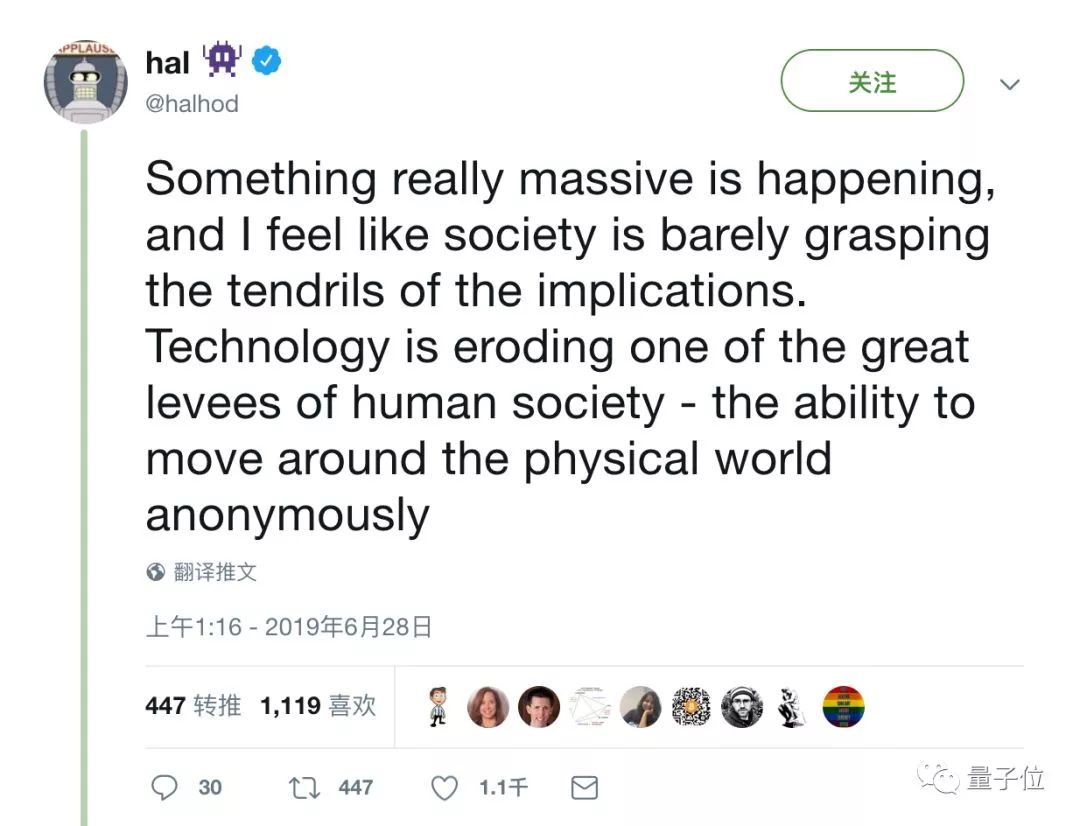 APPLAUS
hal
@halhod
关注
Something really massive is happening,
and I feel like society is barely grasping
the tendrils of the implications.
Technology is eroding one of the great
levees of human society - the ability to
move around the physical world
anonymously
翻译推文
上午1:16 - 2019年6月28日
447 转推 1,119 喜欢
30 447 1.1千
量子位